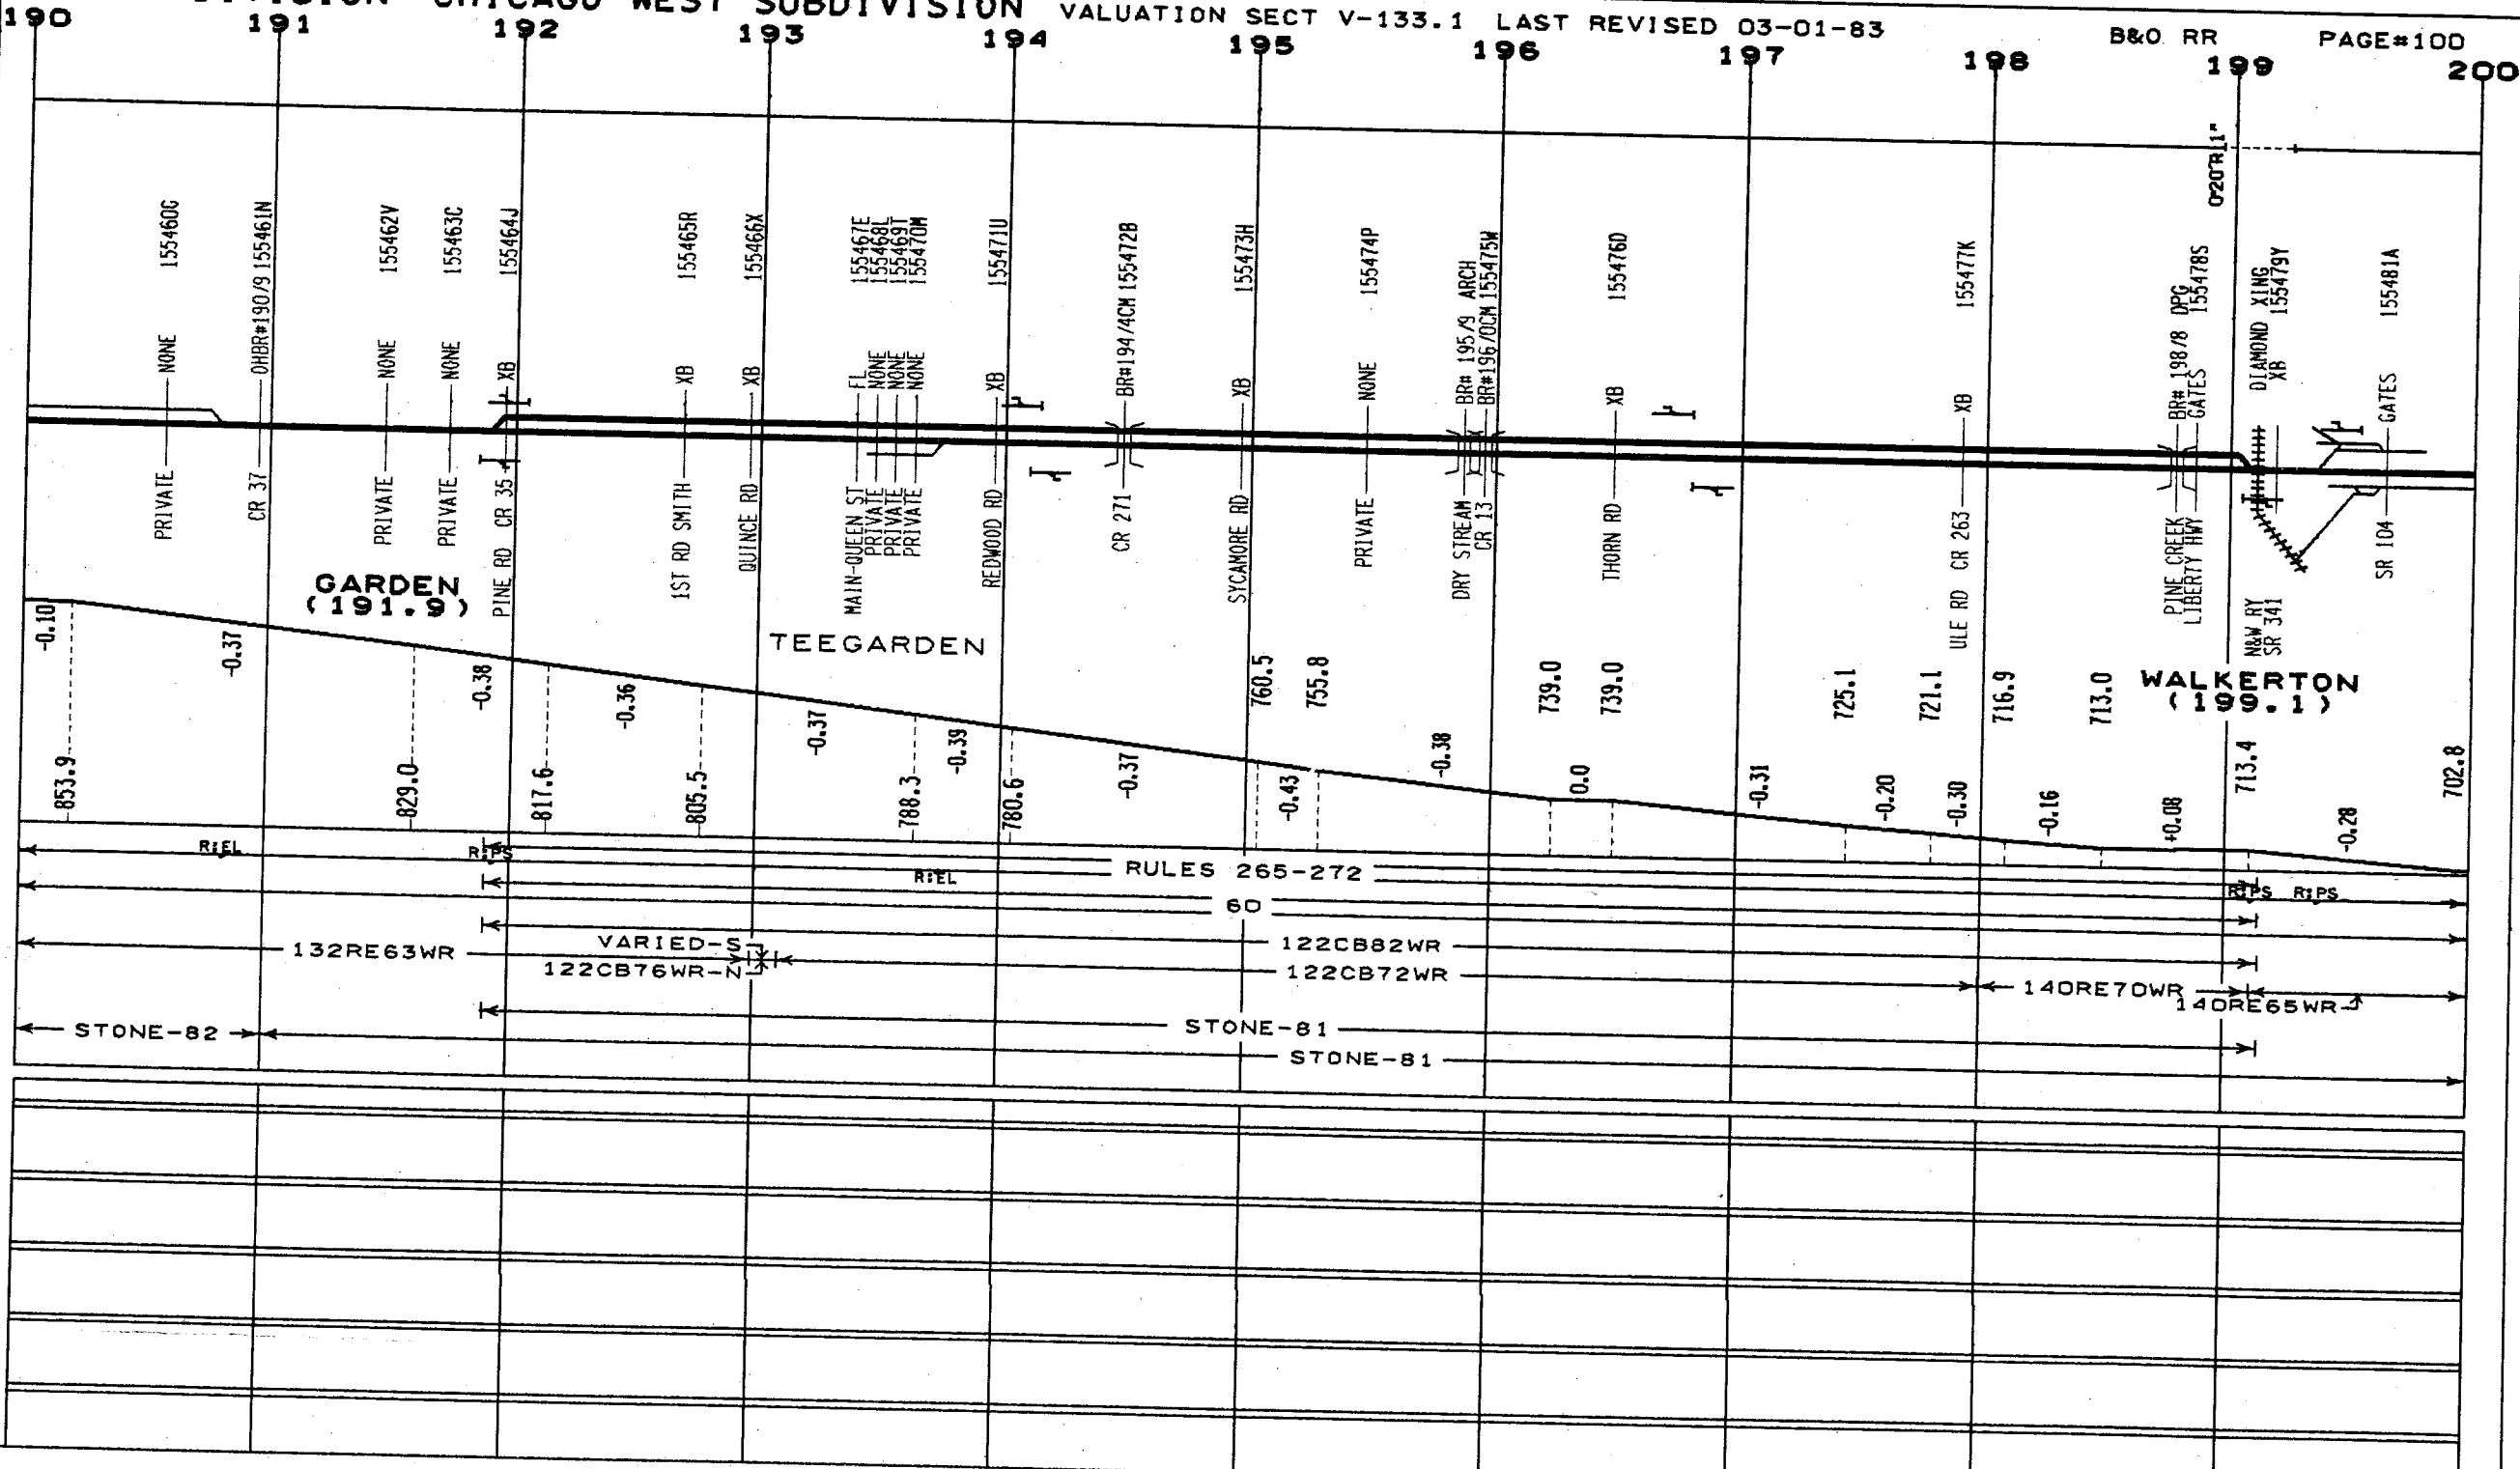 DIVISION CHICAGO WEST SUBDIVISION VALUATION SECT V-133.1 LAST REVISED 03-01-83 B&O RR PAGE#100
190 191 192 193 194 195 196 197 198 199 200
0°20'R 1"
155460G
155461N
155462V
155463C
155464J
155465R
155466X
155467E
155468L
155469T
155470M
155471U
155472B
155473H
155474P
155475W
155476D
155477K
155478S
155479Y
155481A
PRIVATE NONE
CR 37 OHBR#190/9
PRIVATE NONE
PRIVATE NONE
PINE RD CR 35 XB
1ST RD SMITH XB
QUINCE RD XB
MAIN-QUEEN ST FL
PRIVATE NONE
PRIVATE NONE
PRIVATE NONE
REDWOOD RD XB
CR 271 BR#194/4CM
SYCAMORE RD XB
PRIVATE NONE
DRY STREAM BR# 195/9 ARCH
CR 13 BR#196/0CM
THORN RD XB
ULE RD CR 263 XB
PINE CREEK BR# 198/8 DPG
LIBERTY HWY GATES
N&W RY DIAMOND XING
SR 341 XB
SR 104 GATES
GARDEN
(191.9)
TEEGARDEN
WALKERTON
(199.1)
-0.10 -0.37 -0.38 -0.36 -0.37 -0.39 -0.37 -0.43 -0.38 0.0 -0.31 -0.20 -0.30 -0.16 +0.08 -0.28
853.9 829.0 817.6 805.5 788.3 780.6 760.5 755.8 739.0 739.0 725.1 721.1 716.9 713.0 713.4 702.8
R:EL R:PS RULES 265-272
R:EL R:PS R:PS
60
132RE63WR VARIED-S 122CB82WR
122CB76WR-N 122CB72WR 140RE70WR
140RE65WR
STONE-82 STONE-81
STONE-81